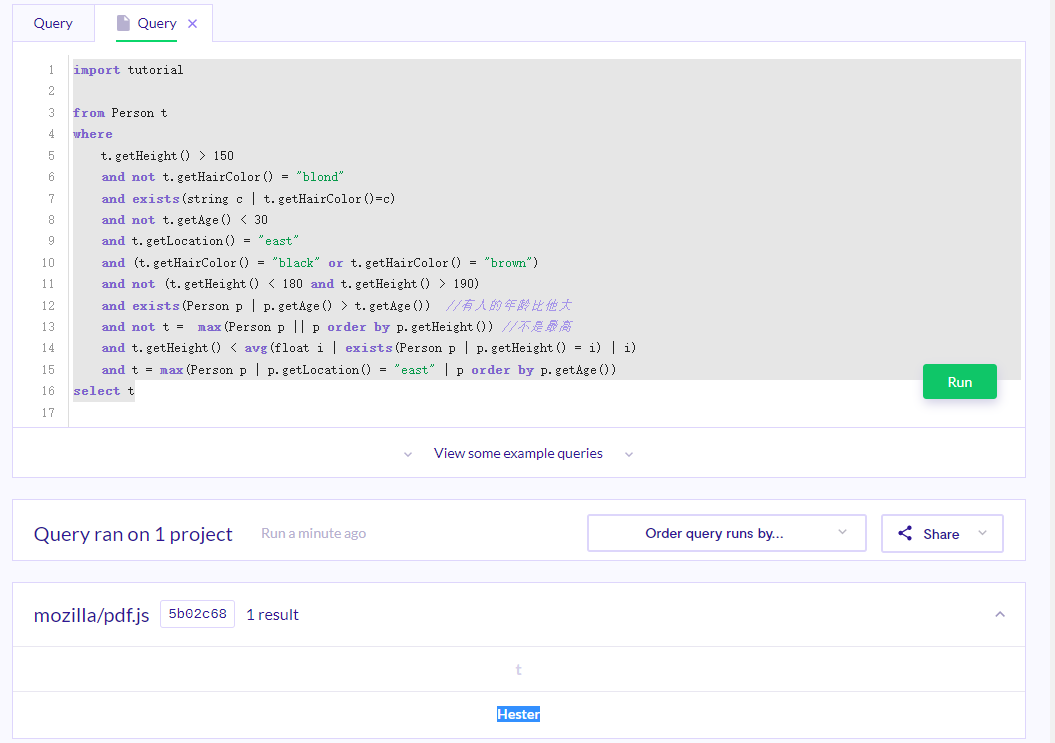 Query
Query ×
1 import tutorial
2
3 from Person t
4 where
5 t.getHeight() > 150
6 and not t.getHairColor() = "blond"
7 and exists(string c | t.getHairColor()=c)
8 and not t.getAge() < 30
9 and t.getLocation() = "east"
10 and (t.getHairColor() = "black" or t.getHairColor() = "brown")
11 and not (t.getHeight() < 180 and t.getHeight() > 190)
12 and exists(Person p | p.getAge() > t.getAge()) //有人的年龄比他大
13 and not t = max(Person p || p order by p.getHeight()) //不是最高
14 and t.getHeight() < avg(float i | exists(Person p | p.getHeight() = i) | i)
15 and t = max(Person p | p.getLocation() = "east" | p order by p.getAge())
16 select t
17
Run
View some example queries
Query ran on 1 project Run a minute ago Order query runs by... Share
mozilla/pdf.js 5b02c68 1 result
t
Hester